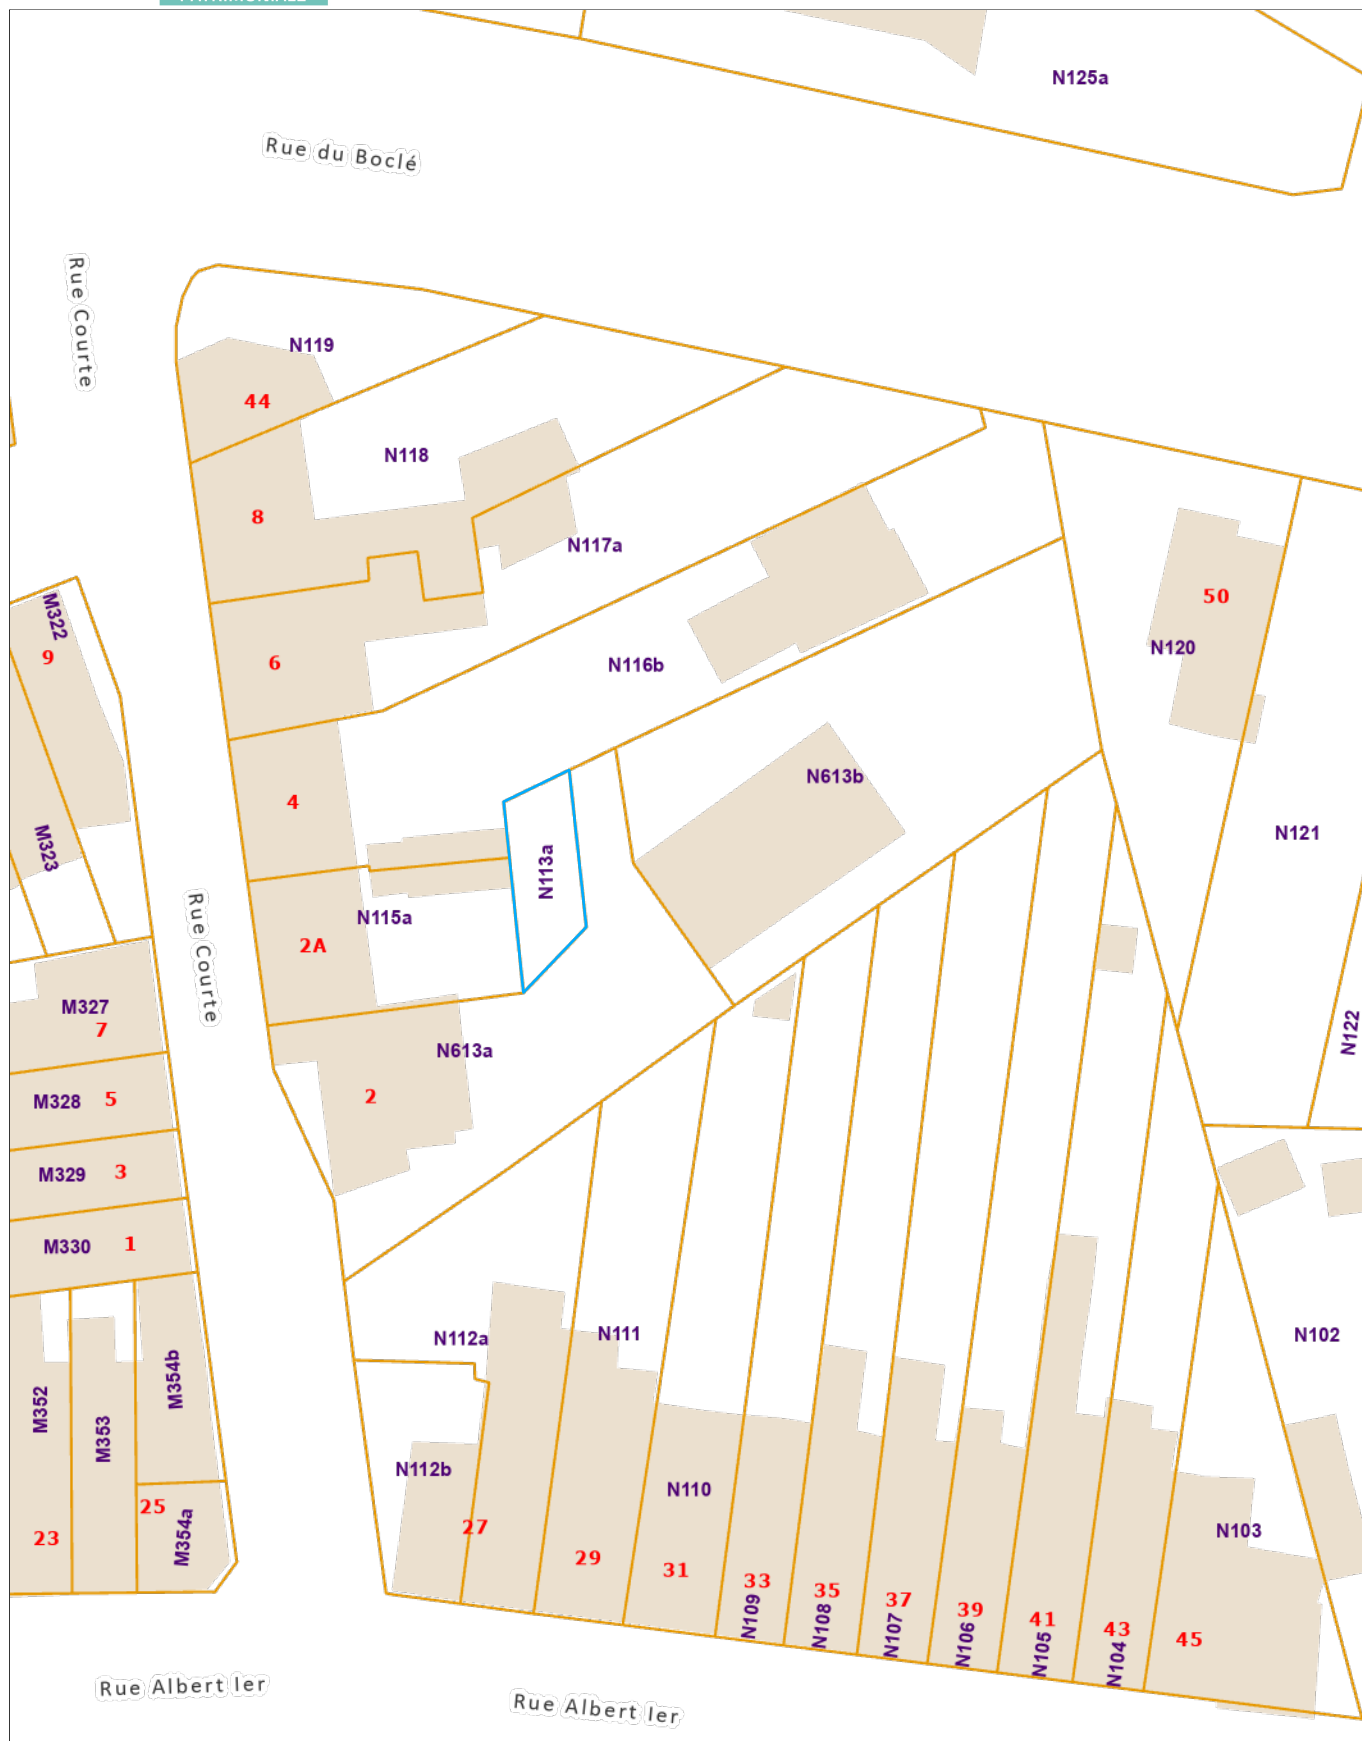 N125a
Rue du Boclé
Rue Courte
N119
44
N118
8
N117a
50
N120
M322
9
6
N116b
N613b
4
N121
M323
N113a
N115a
2A
Rue Courte
M327
7
N122
N613a
2
M328
5
M329
3
M330
1
N112a
N111
N102
M352
M353
M354b
N112b
N110
N103
25
M354a
23
27
29
31
33
N109
35
N108
37
N107
39
N106
41
N105
43
N104
45
Rue Albert Ier
Rue Albert Ier